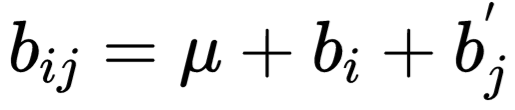 b_{ij} = μ + b_i + b'_j